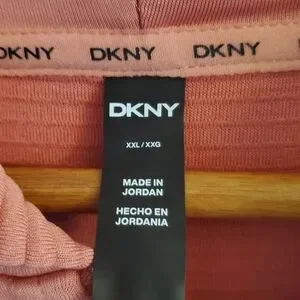 DKNY DKNY DKNY
DKNY
XXL / XXG
MADE IN
JORDAN
HECHO EN
JORDANIA